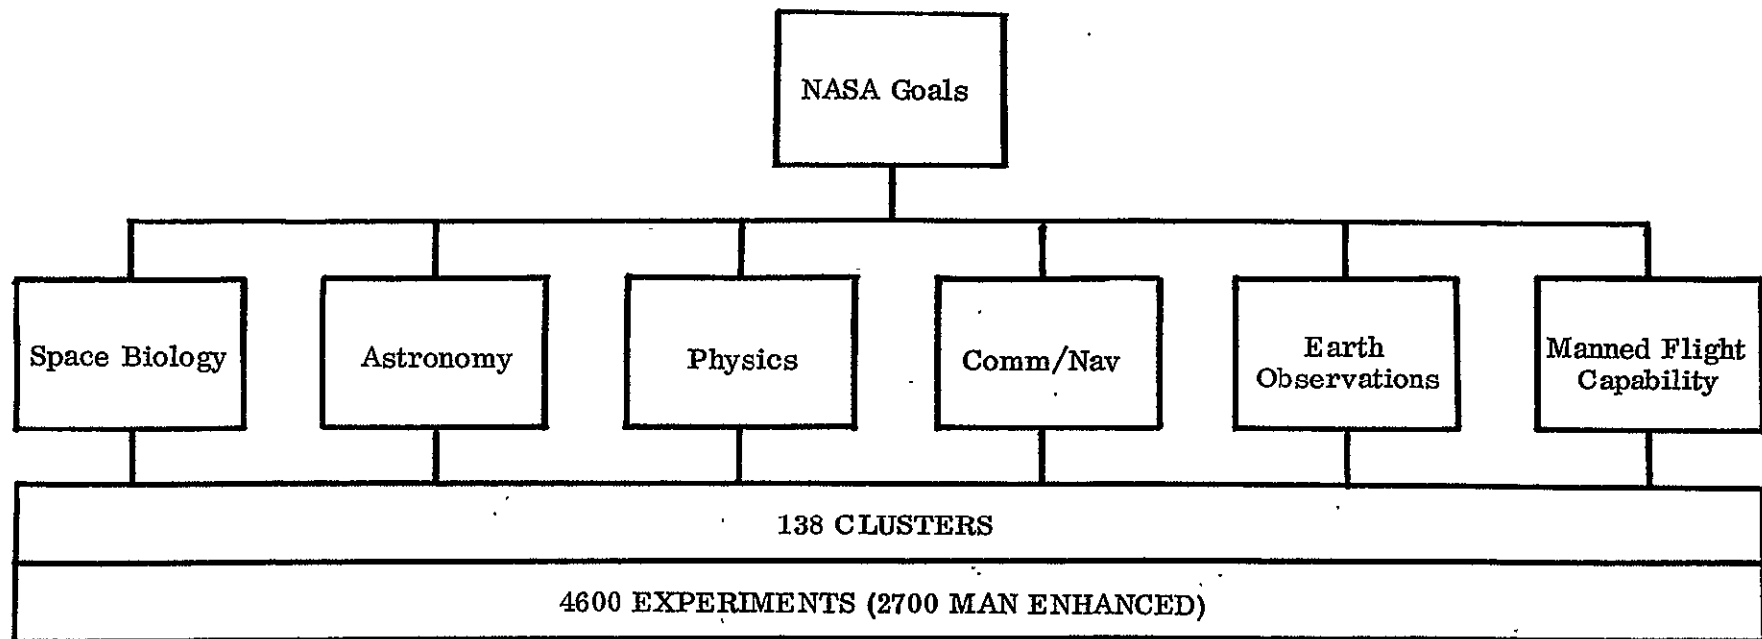 NASA Goals
Space Biology
Astronomy
Physics
Comm/Nav
Earth
Observations
Manned Flight
Capability
138 CLUSTERS
4600 EXPERIMENTS (2700 MAN ENHANCED)